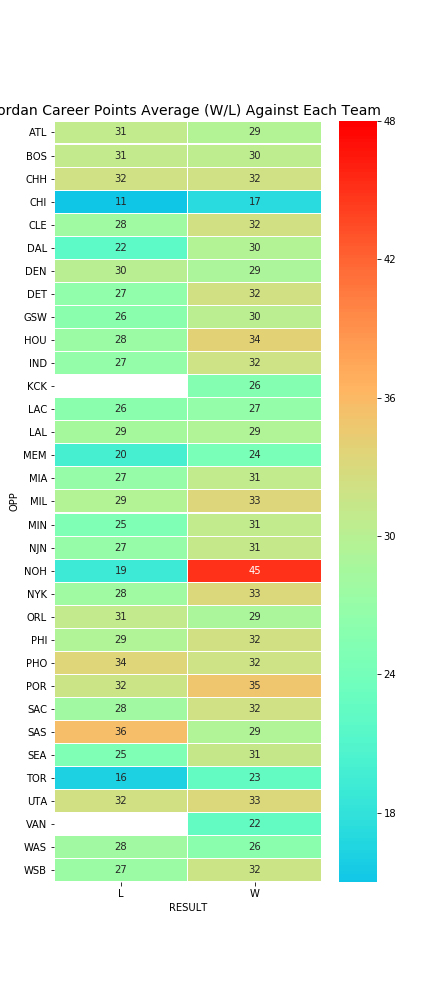 ordan Career Points Average (W/L) Against Each Team
ATL 31 29
BOS 31 30
CHH 32 32
CHI 11 17
CLE 28 32
DAL 22 30
DEN 30 29
DET 27 32
GSW 26 30
HOU 28 34
IND 27 32
KCK 26
LAC 26 27
LAL 29 29
MEM 20 24
MIA 27 31
MIL 29 33
MIN 25 31
NJN 27 31
NOH 19 45
NYK 28 33
ORL 31 29
PHI 29 32
PHO 34 32
POR 32 35
SAC 28 32
SAS 36 29
SEA 25 31
TOR 16 23
UTA 32 33
VAN 22
WAS 28 26
WSB 27 32
OPP
L W
RESULT
48
42
36
30
24
18